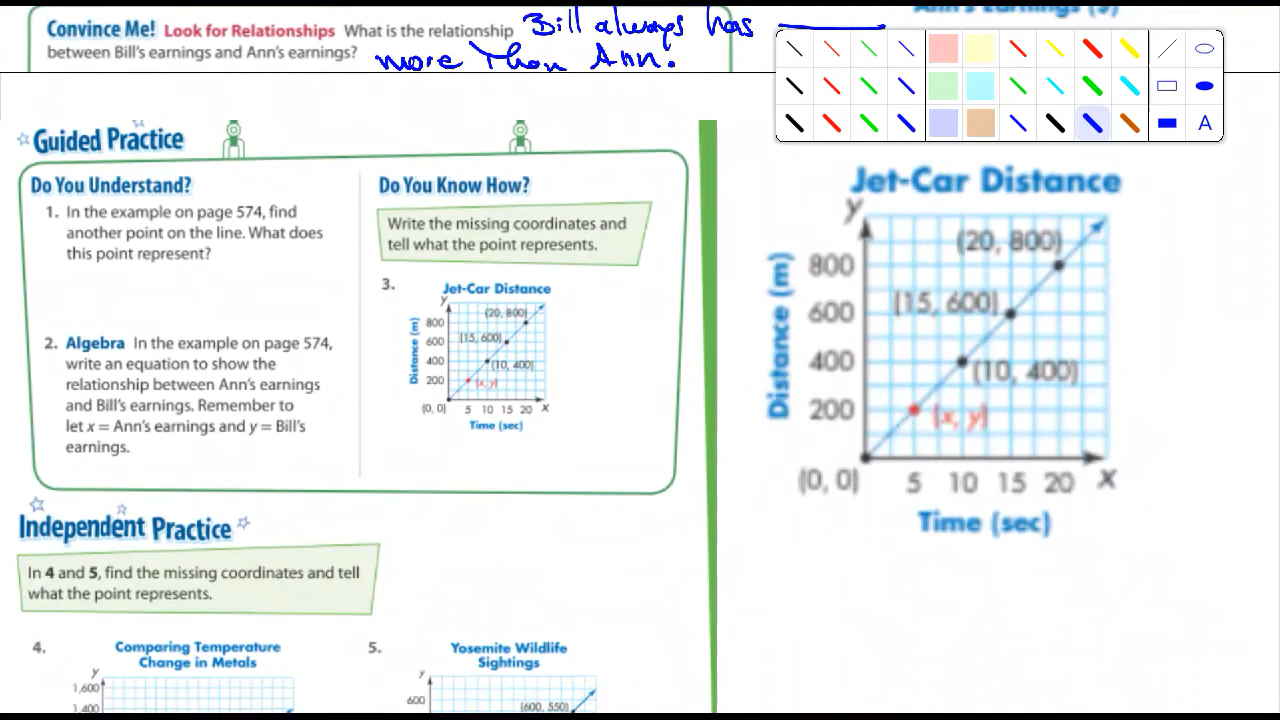 Ann's Earnings ($)
Convince Me! Look for Relationships What is the relationship
between Bill's earnings and Ann's earnings?
Bill always has
more than Ann.
A
Guided Practice
Do You Understand?
1. In the example on page 574, find
another point on the line. What does
this point represent?
2. Algebra In the example on page 574,
write an equation to show the
relationship between Ann's earnings
and Bill's earnings. Remember to
let x = Ann's earnings and y = Bill's
earnings.
Do You Know How?
Write the missing coordinates and
tell what the point represents.
3.
Jet-Car Distance
y
Distance (m)
800
600
400
200
(20, 800)
(15, 600)
(10, 400)
(x, y)
(0, 0)
5 10 15 20 x
Time (sec)
Jet-Car Distance
y
Distance (m)
800
600
400
200
(20, 800)
(15, 600)
(10, 400)
(x, y)
(0, 0)
5 10 15 20 x
Time (sec)
Independent Practice
In 4 and 5, find the missing coordinates and tell
what the point represents.
4. Comparing Temperature
Change in Metals
y
1,600
1,400
5. Yosemite Wildlife
Sightings
y
600
(600, 550)